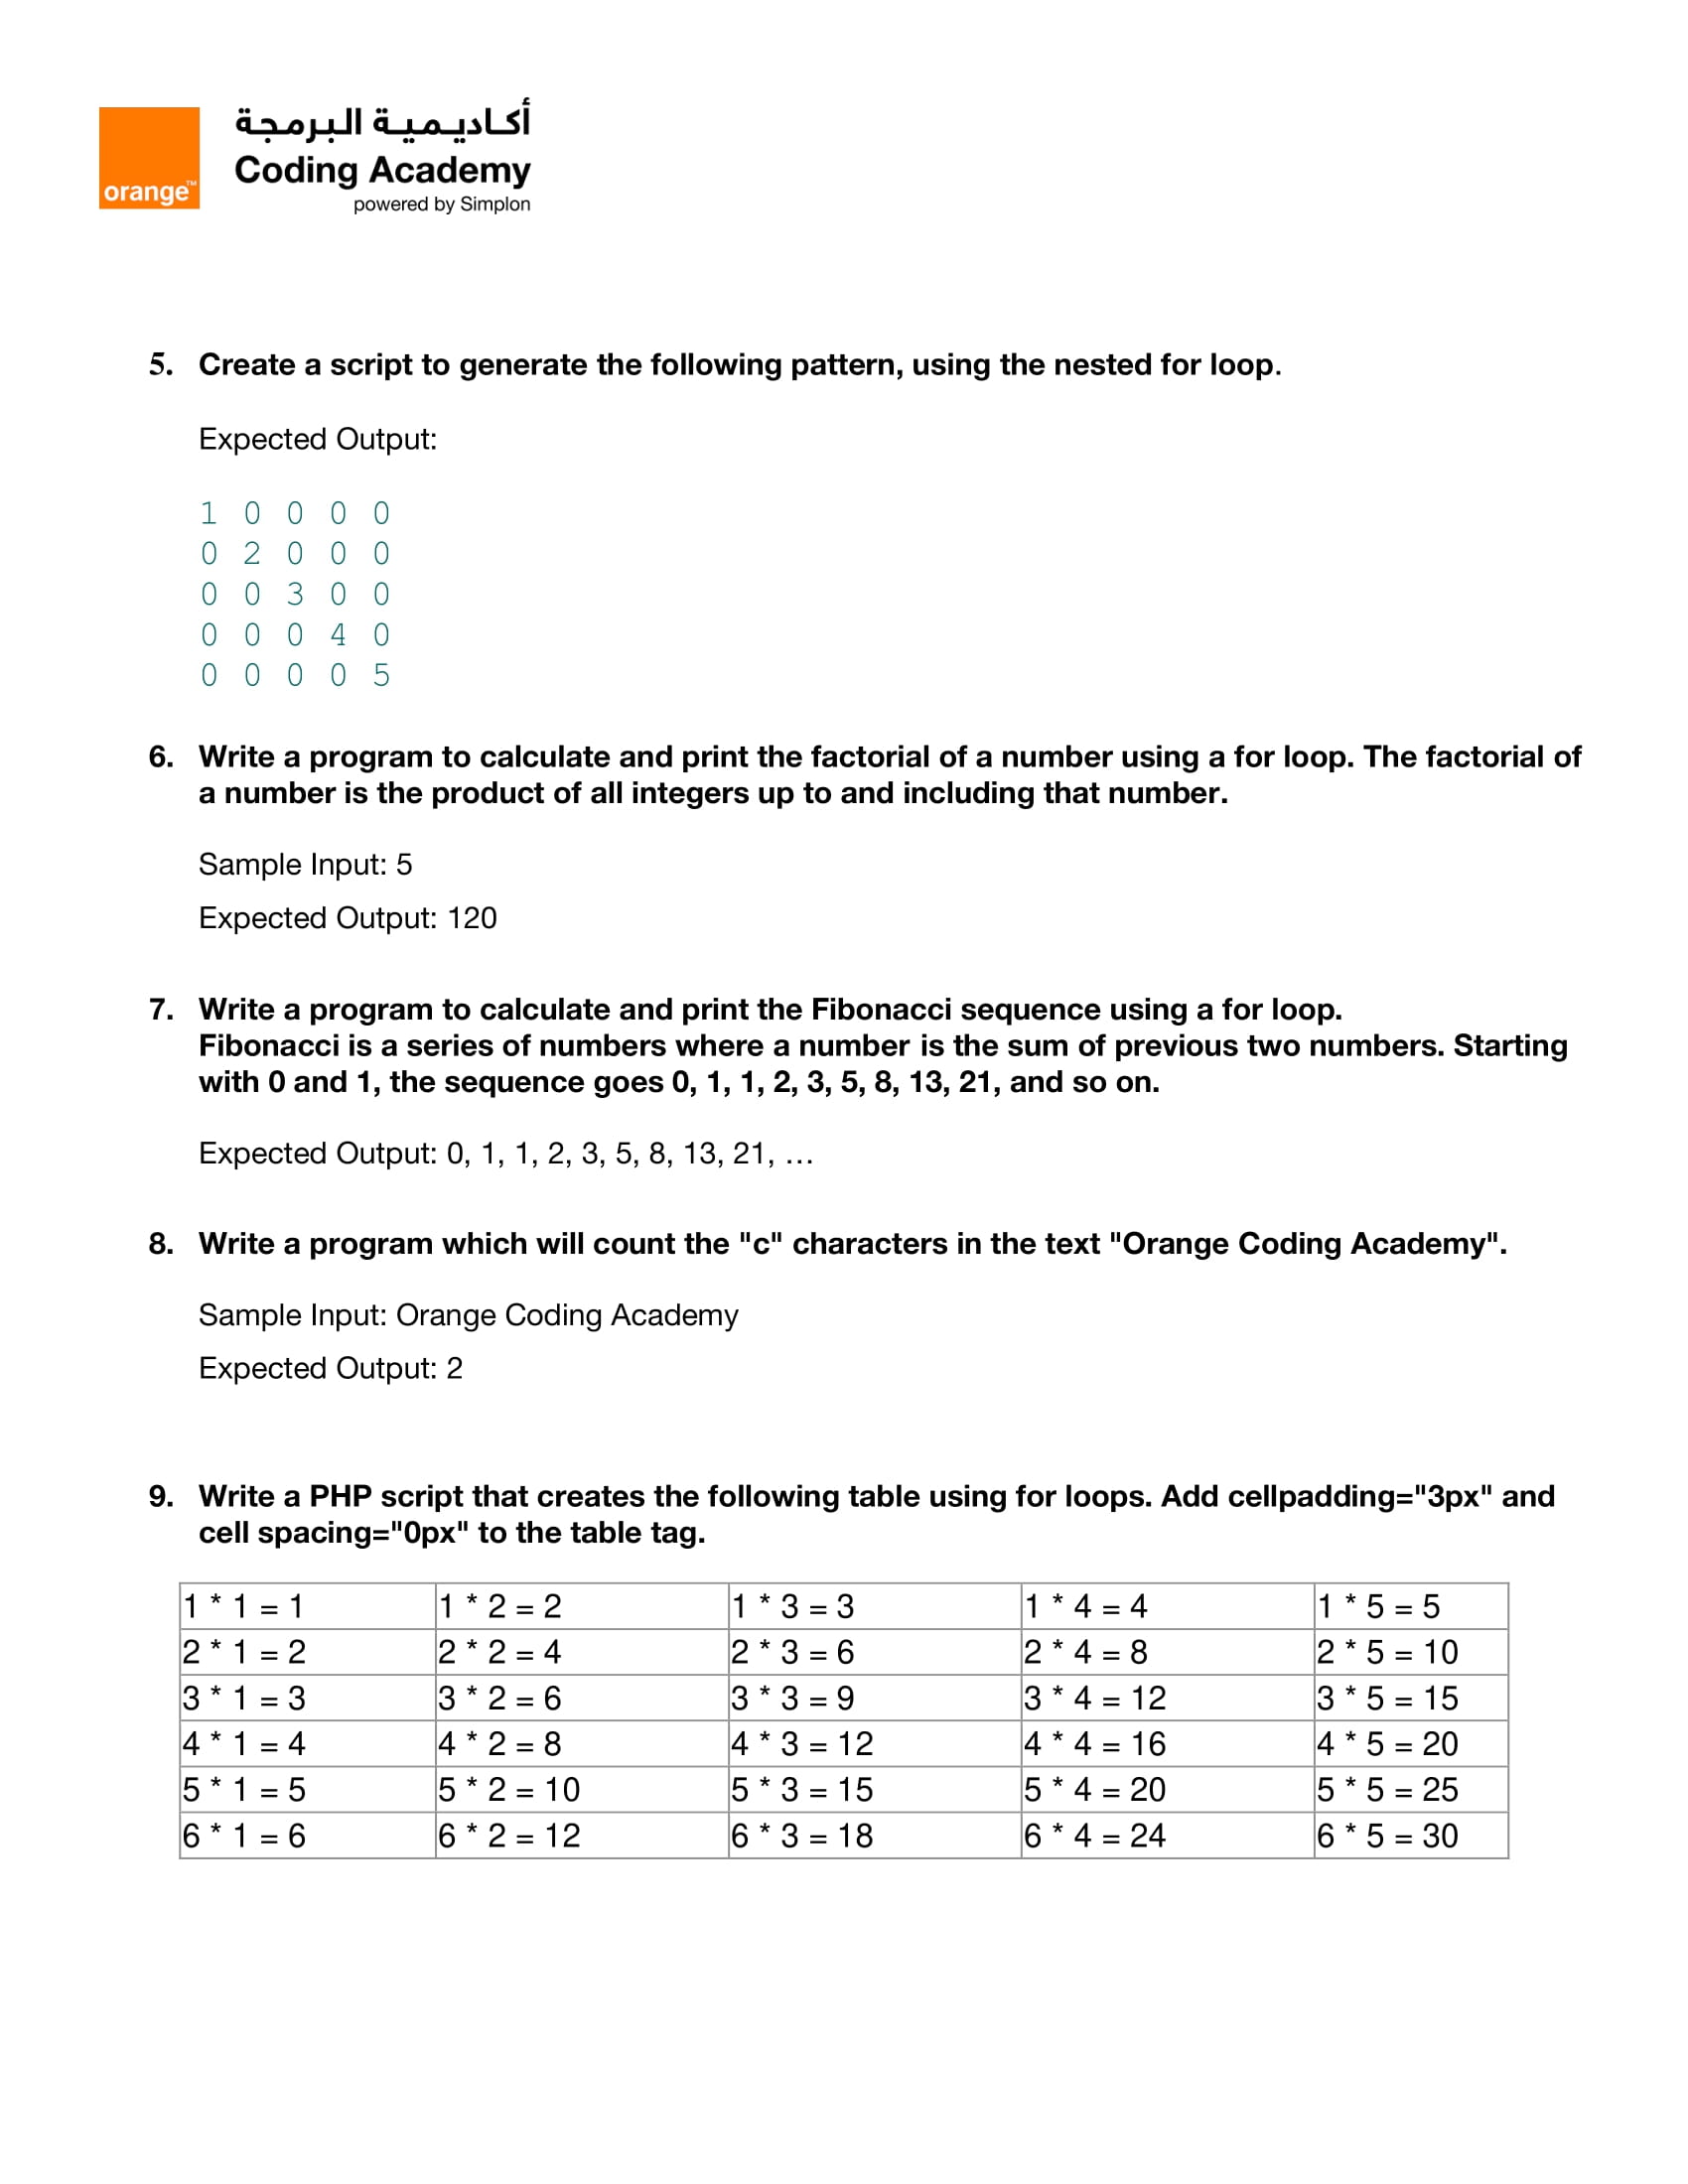 أكاديمية البرمجة
Coding Academy
powered by Simplon
orange™
5. Create a script to generate the following pattern, using the nested for loop.
Expected Output:
1 0 0 0 0
0 2 0 0 0
0 0 3 0 0
0 0 0 4 0
0 0 0 0 5
6. Write a program to calculate and print the factorial of a number using a for loop. The factorial of
a number is the product of all integers up to and including that number.
Sample Input: 5
Expected Output: 120
7. Write a program to calculate and print the Fibonacci sequence using a for loop.
Fibonacci is a series of numbers where a number is the sum of previous two numbers. Starting
with 0 and 1, the sequence goes 0, 1, 1, 2, 3, 5, 8, 13, 21, and so on.
Expected Output: 0, 1, 1, 2, 3, 5, 8, 13, 21, …
8. Write a program which will count the "c" characters in the text "Orange Coding Academy".
Sample Input: Orange Coding Academy
Expected Output: 2
9. Write a PHP script that creates the following table using for loops. Add cellpadding="3px" and
cell spacing="0px" to the table tag.
1 * 1 = 1 1 * 2 = 2 1 * 3 = 3 1 * 4 = 4 1 * 5 = 5
2 * 1 = 2 2 * 2 = 4 2 * 3 = 6 2 * 4 = 8 2 * 5 = 10
3 * 1 = 3 3 * 2 = 6 3 * 3 = 9 3 * 4 = 12 3 * 5 = 15
4 * 1 = 4 4 * 2 = 8 4 * 3 = 12 4 * 4 = 16 4 * 5 = 20
5 * 1 = 5 5 * 2 = 10 5 * 3 = 15 5 * 4 = 20 5 * 5 = 25
6 * 1 = 6 6 * 2 = 12 6 * 3 = 18 6 * 4 = 24 6 * 5 = 30